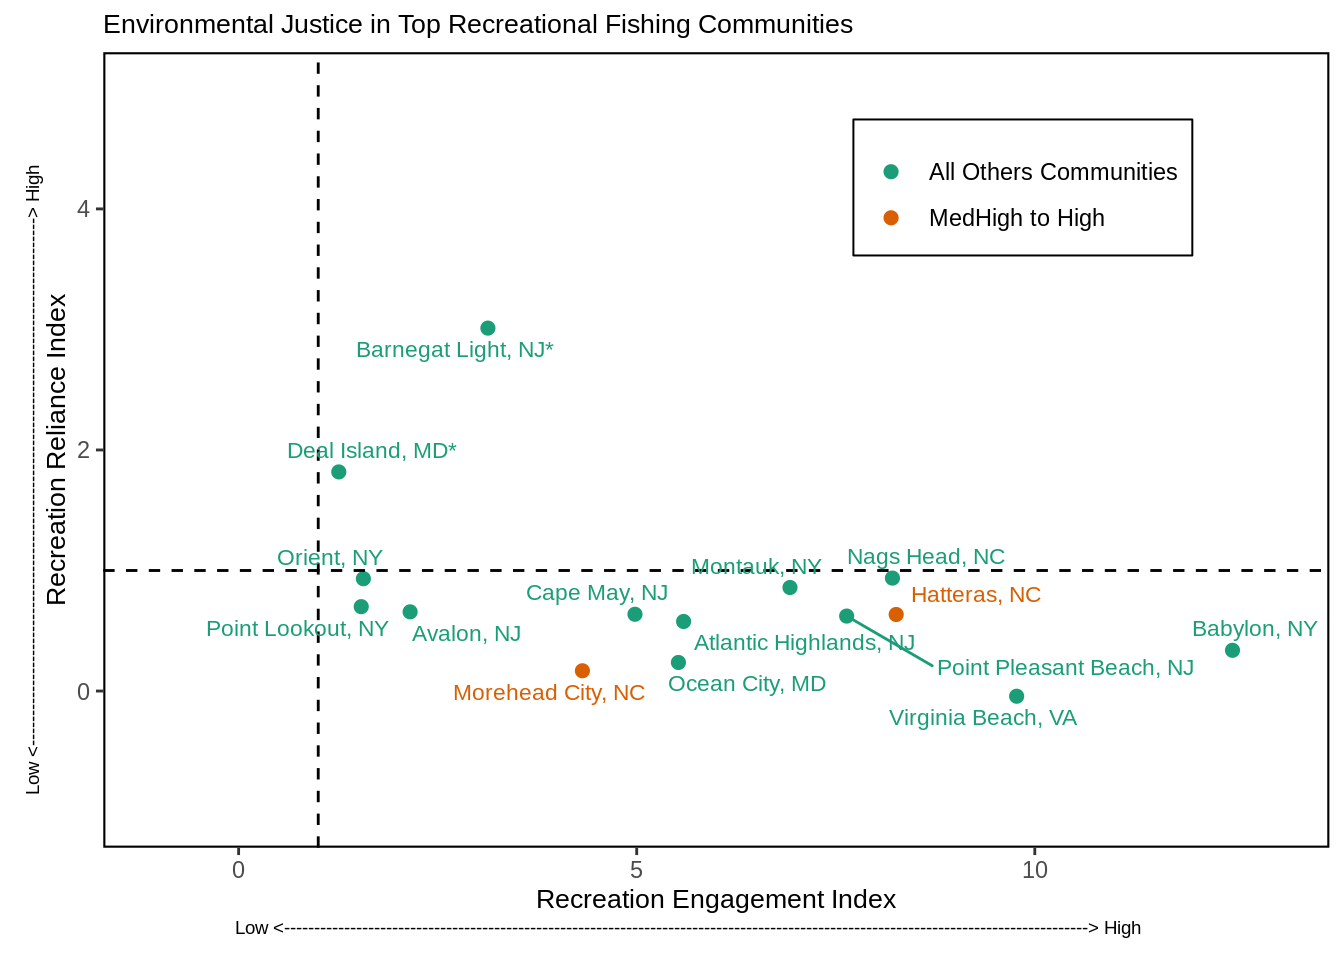 Environmental Justice in Top Recreational Fishing Communities
All Others Communities
MedHigh to High
Low <----------------------------------------------------------------------------------------> High
Recreation Reliance Index
4
2
0
Barnegat Light, NJ*
Deal Island, MD*
Orient, NY
Montauk, NY
Nags Head, NC
Cape May, NJ
Hatteras, NC
Point Lookout, NY
Avalon, NJ
Atlantic Highlands, NJ
Babylon, NY
Point Pleasant Beach, NJ
Morehead City, NC
Ocean City, MD
Virginia Beach, VA
0
5
10
Recreation Engagement Index
Low <--------------------------------------------------------------------------------------------------------------------------------------> High